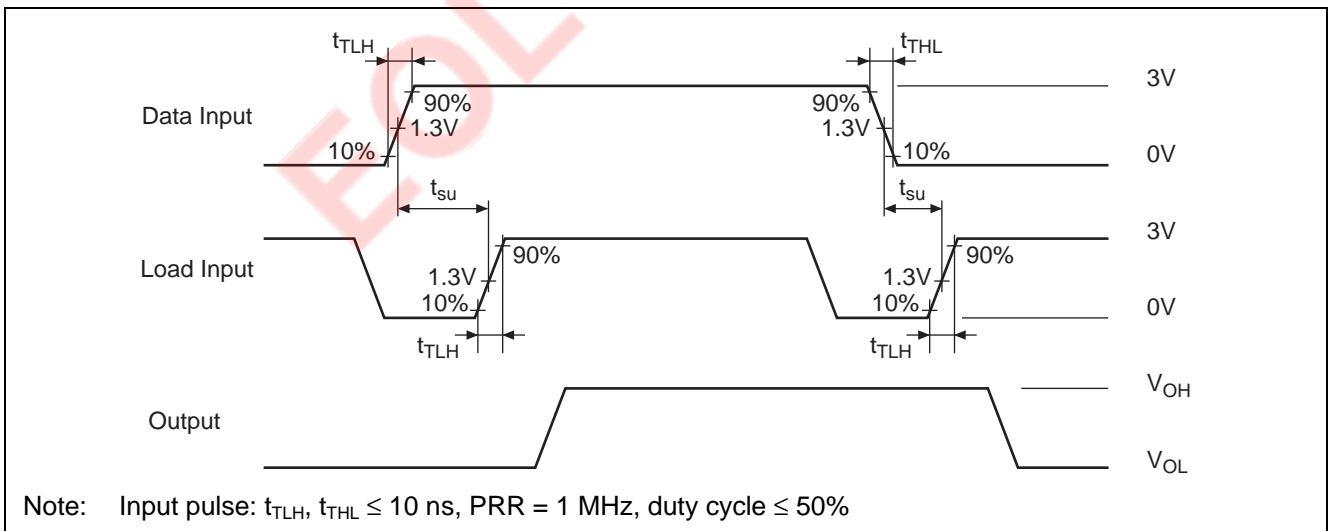 EOL
tTLH
tTHL
3V
Data Input
90%
90%
1.3V
1.3V
10%
10%
0V
tsu
tsu
3V
Load Input
90%
90%
1.3V
1.3V
10%
10%
0V
tTLH
tTLH
VOH
Output
VOL
Note: Input pulse: tTLH, tTHL ≤ 10 ns, PRR = 1 MHz, duty cycle ≤ 50%